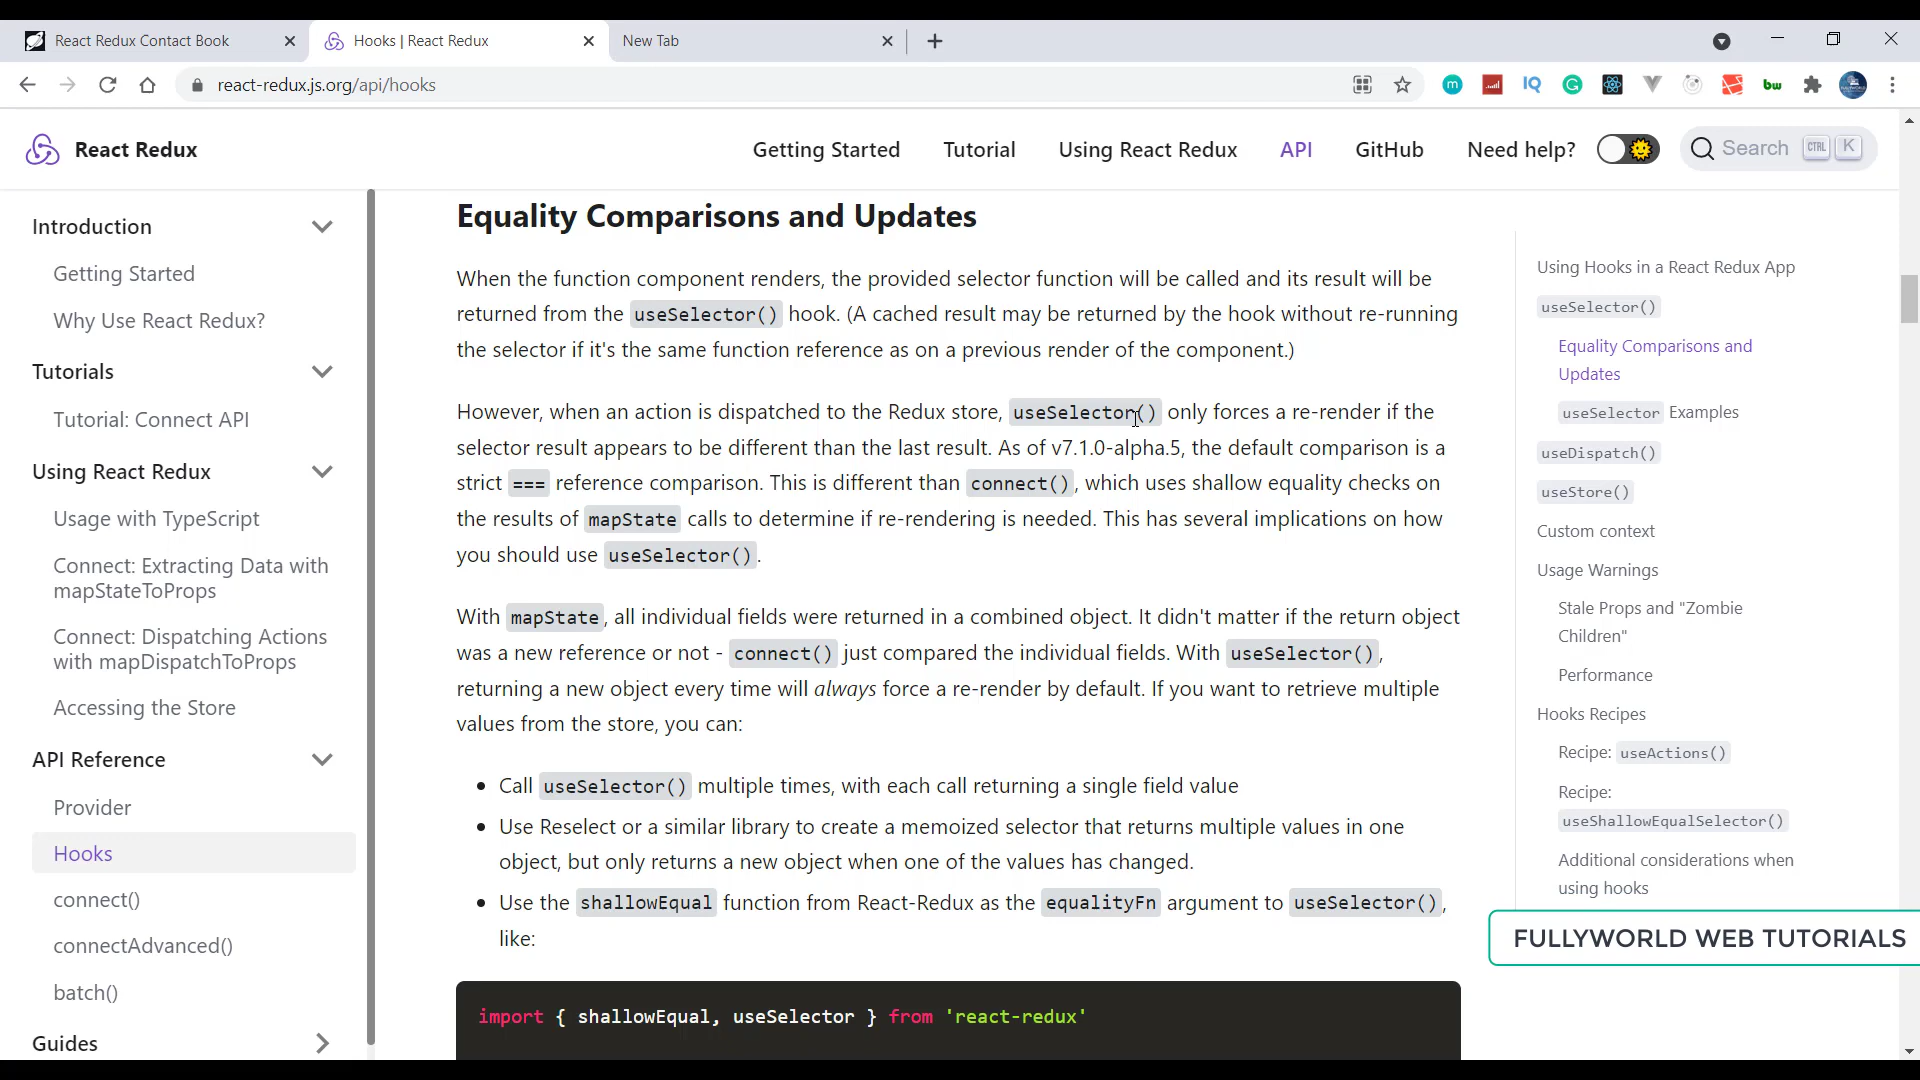 React Redux Contact Book
Hooks | React Redux
New Tab
react-redux.js.org/api/hooks
React Redux
Getting Started
Tutorial
Using React Redux
API
GitHub
Need help?
Search
CTRL
K
Introduction
Getting Started
Why Use React Redux?
Tutorials
Tutorial: Connect API
Using React Redux
Usage with TypeScript
Connect: Extracting Data with
mapStateToProps
Connect: Dispatching Actions
with mapDispatchToProps
Accessing the Store
API Reference
Provider
Hooks
connect()
connectAdvanced()
batch()
Guides
Equality Comparisons and Updates
When the function component renders, the provided selector function will be called and its result will be
returned from the useSelector() hook. (A cached result may be returned by the hook without re-running
the selector if it's the same function reference as on a previous render of the component.)
However, when an action is dispatched to the Redux store, useSelector() only forces a re-render if the
selector result appears to be different than the last result. As of v7.1.0-alpha.5, the default comparison is a
strict === reference comparison. This is different than connect(), which uses shallow equality checks on
the results of mapState calls to determine if re-rendering is needed. This has several implications on how
you should use useSelector().
With mapState, all individual fields were returned in a combined object. It didn't matter if the return object
was a new reference or not - connect() just compared the individual fields. With useSelector(),
returning a new object every time will always force a re-render by default. If you want to retrieve multiple
values from the store, you can:
• Call useSelector() multiple times, with each call returning a single field value
• Use Reselect or a similar library to create a memoized selector that returns multiple values in one
object, but only returns a new object when one of the values has changed.
• Use the shallowEqual function from React-Redux as the equalityFn argument to useSelector(),
like:
import { shallowEqual, useSelector } from 'react-redux'
Using Hooks in a React Redux App
useSelector()
Equality Comparisons and
Updates
useSelector Examples
useDispatch()
useStore()
Custom context
Usage Warnings
Stale Props and "Zombie
Children"
Performance
Hooks Recipes
Recipe: useActions()
Recipe:
useShallowEqualSelector()
Additional considerations when
using hooks
FULLYWORLD WEB TUTORIALS
m
IQ
G
bw